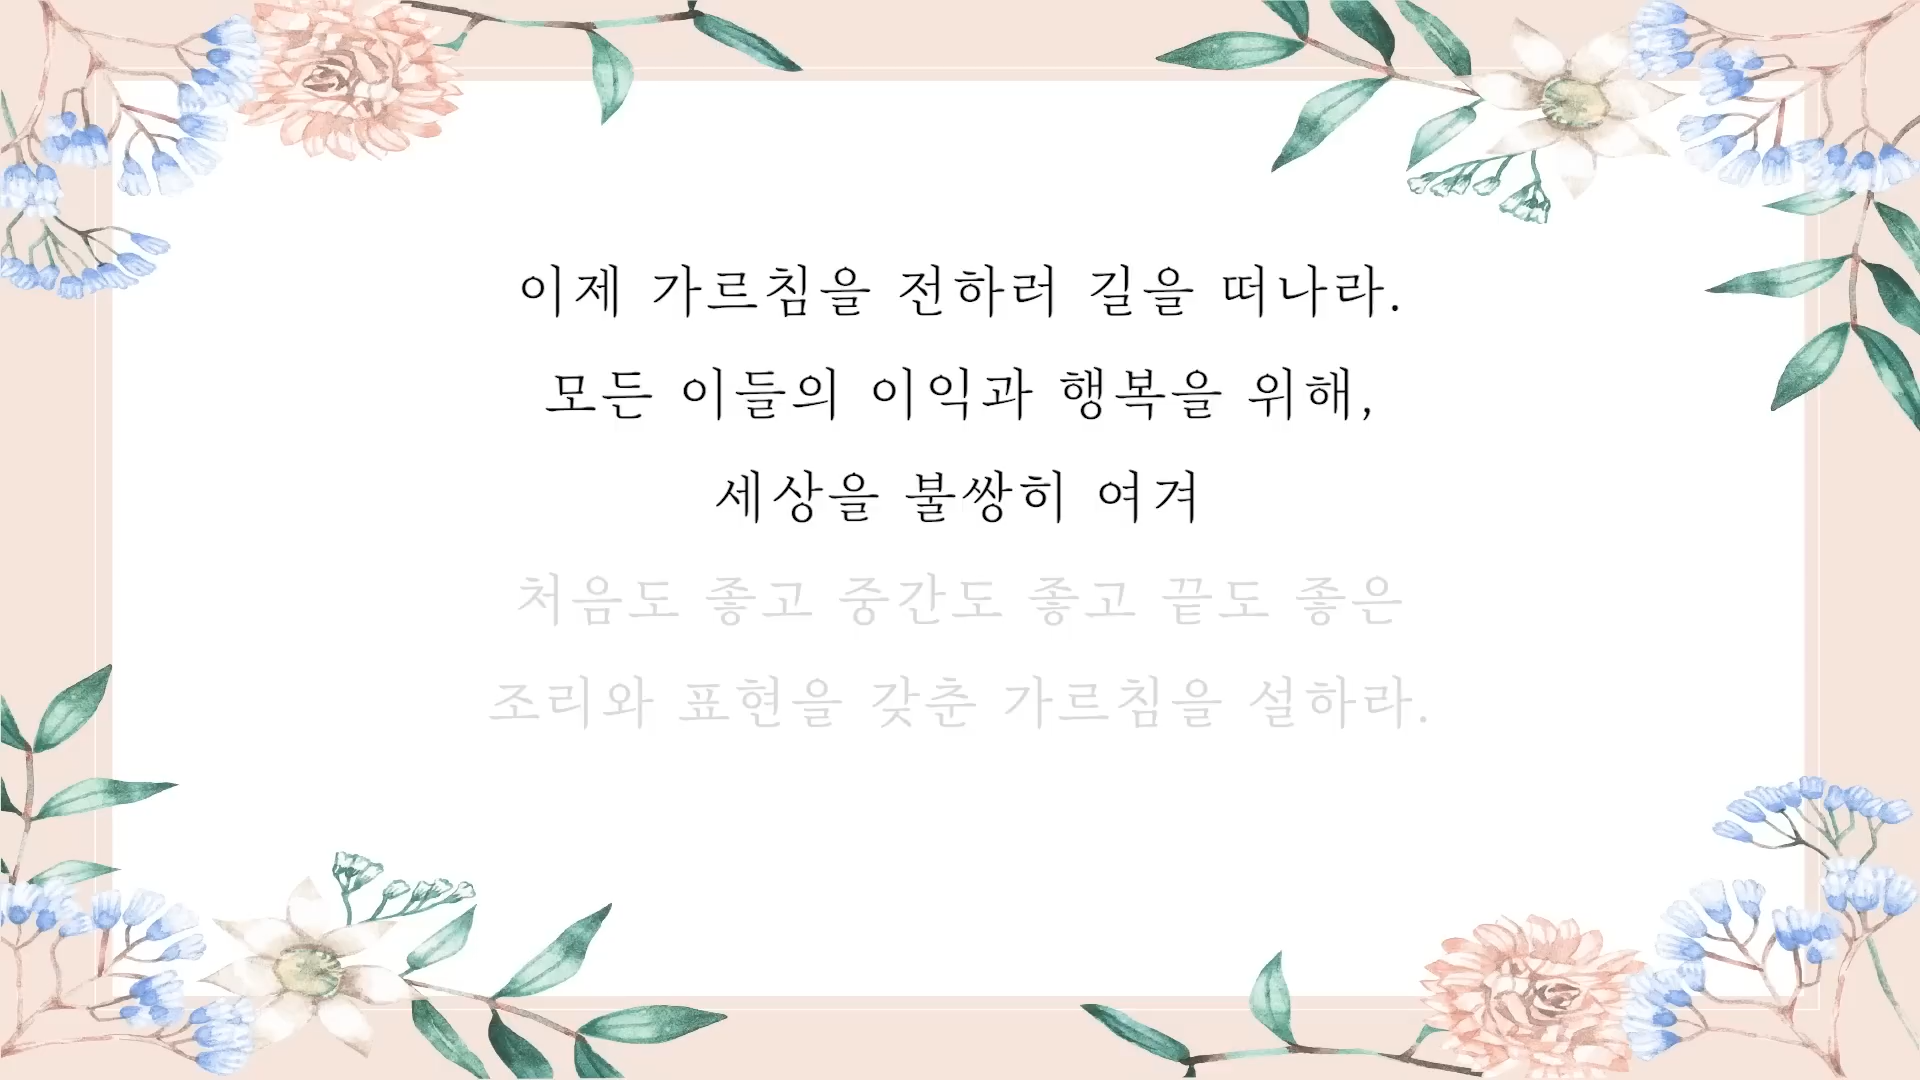 이제 가르침을 전하러 길을 떠나라.
모든 이들의 이익과 행복을 위해,
세상을 불쌍히 여겨
처음도 좋고 중간도 좋고 끝도 좋은
조리와 표현을 갖춘 가르침을 설하라.